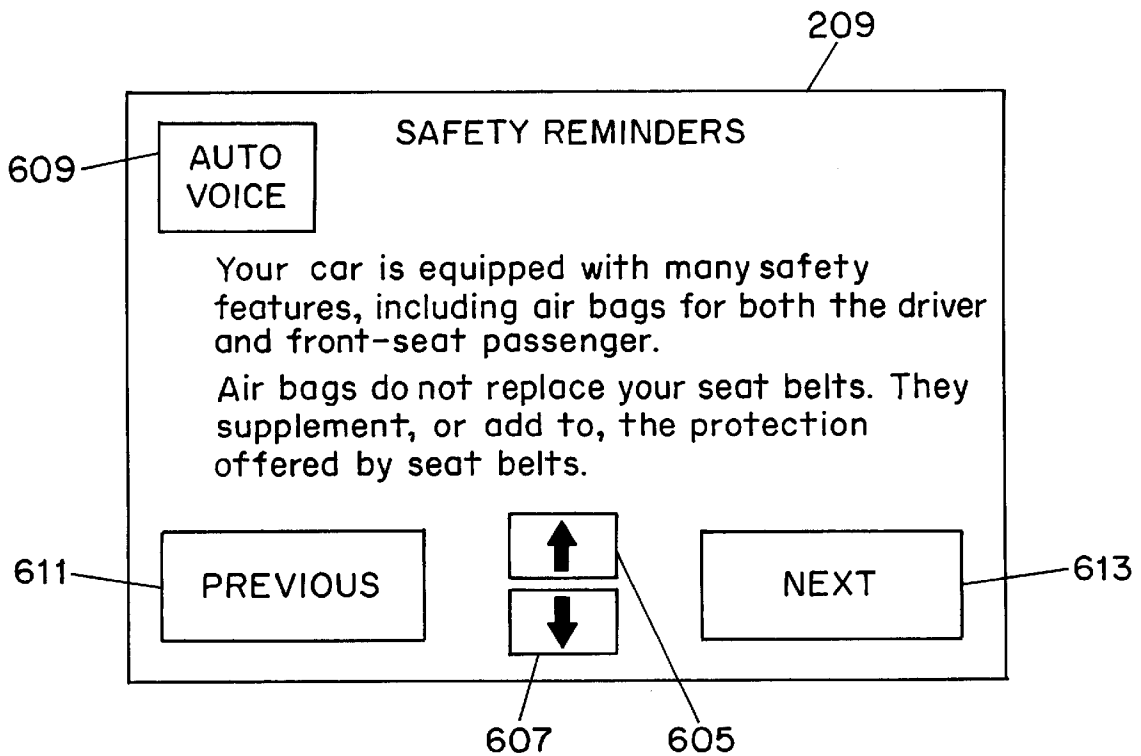 209
SAFETY REMINDERS
609
AUTO
VOICE
Your car is equipped with many safety
features, including air bags for both the driver
and front-seat passenger.
Air bags do not replace your seat belts. They
supplement, or add to, the protection
offered by seat belts.
611
PREVIOUS
NEXT
613
607
605